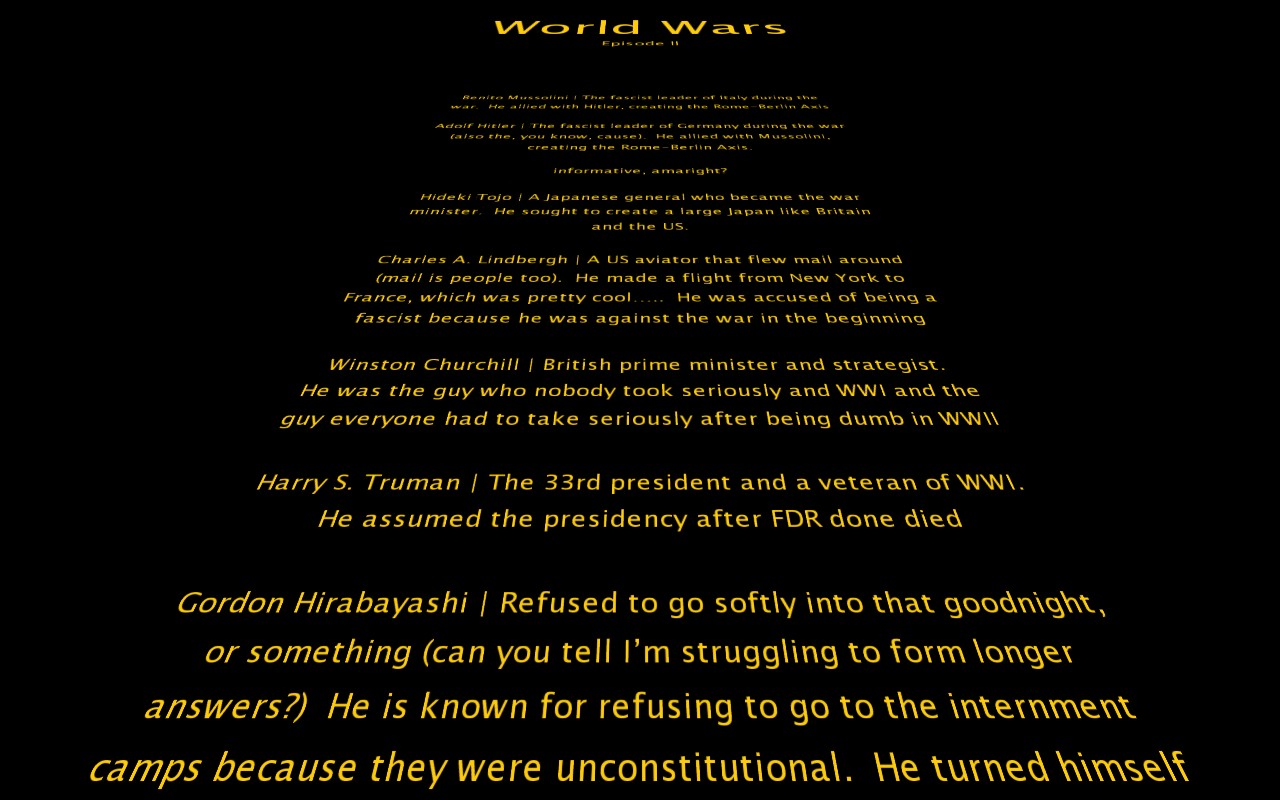 World Wars
Episode II
Benito Mussolini | The fascist leader of Italy during the
war.  He allied with Hitler, creating the Rome-Berlin Axis
Adolf Hitler | The fascist leader of Germany during the war
(also the, you know, cause).  He allied with Mussolini,
creating the Rome-Berlin Axis.
informative, amaright?
Hideki Tojo | A Japanese general who became the war
minister.  He sought to create a large Japan like Britain
and the US.
Charles A. Lindbergh | A US aviator that flew mail around
(mail is people too).  He made a flight from New York to
France, which was pretty cool.....  He was accused of being a
fascist because he was against the war in the beginning
Winston Churchill | British prime minister and strategist.
He was the guy who nobody took seriously and WWI and the
guy everyone had to take seriously after being dumb in WWII
Harry S. Truman | The 33rd president and a veteran of WWI.
He assumed the presidency after FDR done died
Gordon Hirabayashi | Refused to go softly into that goodnight,
or something (can you tell I’m struggling to form longer
answers?)  He is known for refusing to go to the internment
camps because they were unconstitutional.  He turned himself